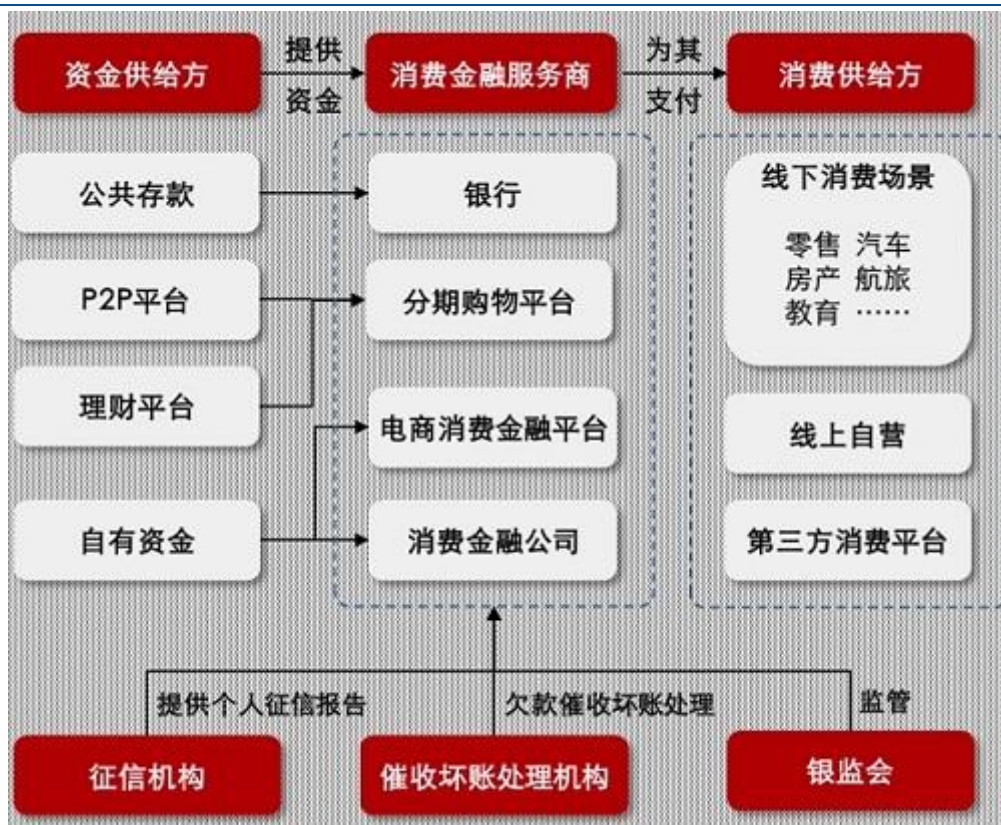 资金供给方
提供
资金
消费金融服务商
为其
支付
消费供给方
公共存款
银行
线下消费场景
零售 汽车
房产 航旅
教育 ……
P2P平台
分期购物平台
理财平台
电商消费金融平台
线上自营
自有资金
消费金融公司
第三方消费平台
提供个人征信报告
欠款催收坏账处理
监管
征信机构
催收坏账处理机构
银监会